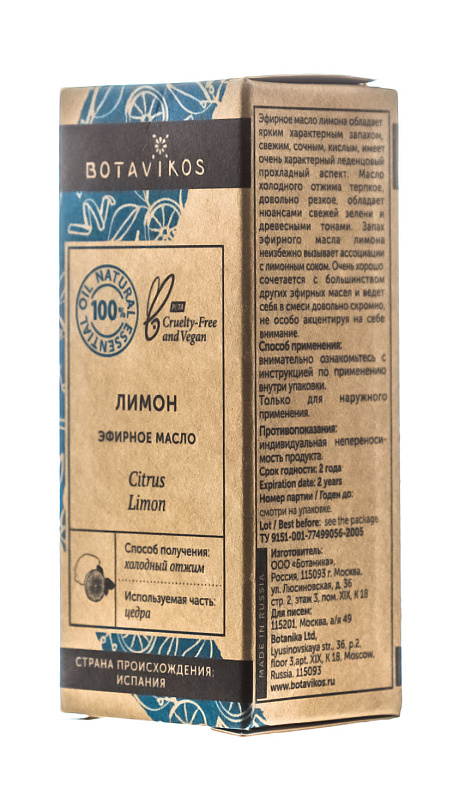 BOTAVIKOS
100%
NATURAL ESSENTIAL OIL
PETA
Cruelty-Free
and Vegan
ЛИМОН
ЭФИРНОЕ МАСЛО
Citrus
Limon
Способ получения:
холодный отжим
Используемая часть:
цедра
СТРАНА ПРОИСХОЖДЕНИЯ:
ИСПАНИЯ
Эфирное масло лимона обладает
ярким характерным запахом,
свежим, сочным, кислым, имеет
очень характерный леденцовый
прохладный аспект. Масло
холодного отжима терпкое,
довольно резкое, обладает
нюансами свежей зелени и
древесными тонами. Запах
эфирного масла лимона
неизбежно вызывает ассоциации
с лимонным соком. Очень хорошо
сочетается с большинством
других эфирных масел и ведет
себя в смеси довольно скромно,
не особо акцентируя на себе
внимание.
Способ применения:
внимательно ознакомьтесь с
инструкцией по применению
внутри упаковки.
Только для наружного
применения.
Противопоказания:
индивидуальная непереноси-
мость продукта.
Срок годности: 2 года
Expiration date: 2 years
Номер партии / Годен до:
смотри на упаковке.
Lot / Best before: see the package
ТУ 9151-001-77499056-2005
MADE IN RUSSIA
Изготовитель:
ООО «Ботаника».
Россия, 115093 г. Москва,
ул. Люсиновская, д. 36
стр. 2, этаж 3, пом. XIX, К 18
Для писем:
115201, Москва, а/я 49
Botanika Ltd,
Lyusinovskaya str., 36, p.2,
floor 3,apt. XIX, K 18, Moscow,
Russia, 115093
www.botavikos.ru